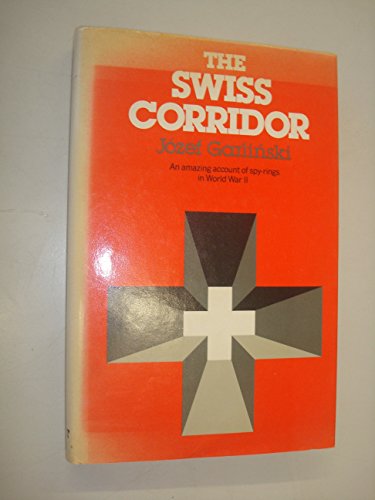 THE
SWISS
CORRIDOR
Józef Garliński
An amazing account of spy-rings
in World War II